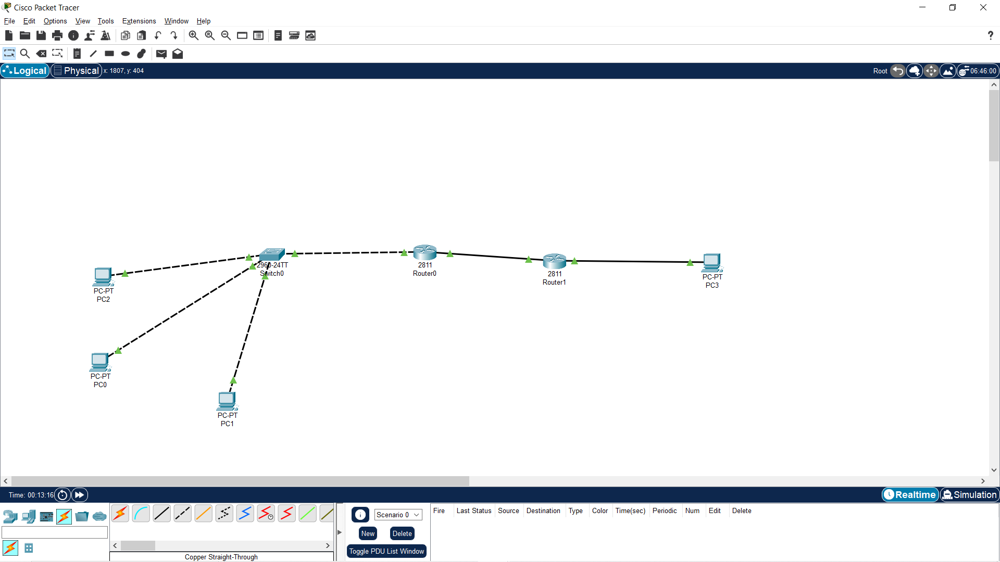 Cisco Packet Tracer
File Edit Options View Tools Extensions Window Help
?
Logical Physical x: 1807, y: 404 Root 06:46:00
2960-24TT
Switch0
2811
Router0
2811
Router1
PC-PT
PC3
PC-PT
PC2
PC-PT
PC0
PC-PT
PC1
Time: 00:13:16 Realtime Simulation
Scenario 0
New Delete
Toggle PDU List Window
Fire Last Status Source Destination Type Color Time(sec) Periodic Num Edit Delete
Copper Straight-Through